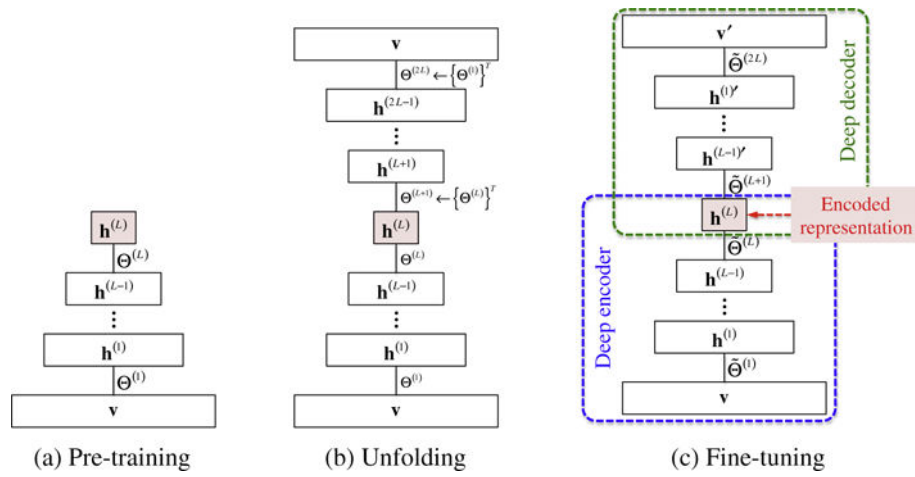 h^(L)
Θ^(L)
h^(L−1)
⋮
h^(1)
Θ^(1)
v
(a) Pre-training
v
Θ^(2L) ← {Θ^(1)}^T
h^(2L−1)
⋮
h^(L+1)
Θ^(L+1) ← {Θ^(L)}^T
h^(L)
Θ^(L)
h^(L−1)
⋮
h^(1)
Θ^(1)
v
(b) Unfolding
v′
Θ̃^(2L)
h^(1)′
⋮
h^(L−1)′
Θ̃^(L+1)
h^(L)
Θ̃^(L)
h^(L−1)
⋮
h^(1)
Θ̃^(1)
v
Deep decoder
Encoded
representation
Deep encoder
(c) Fine-tuning